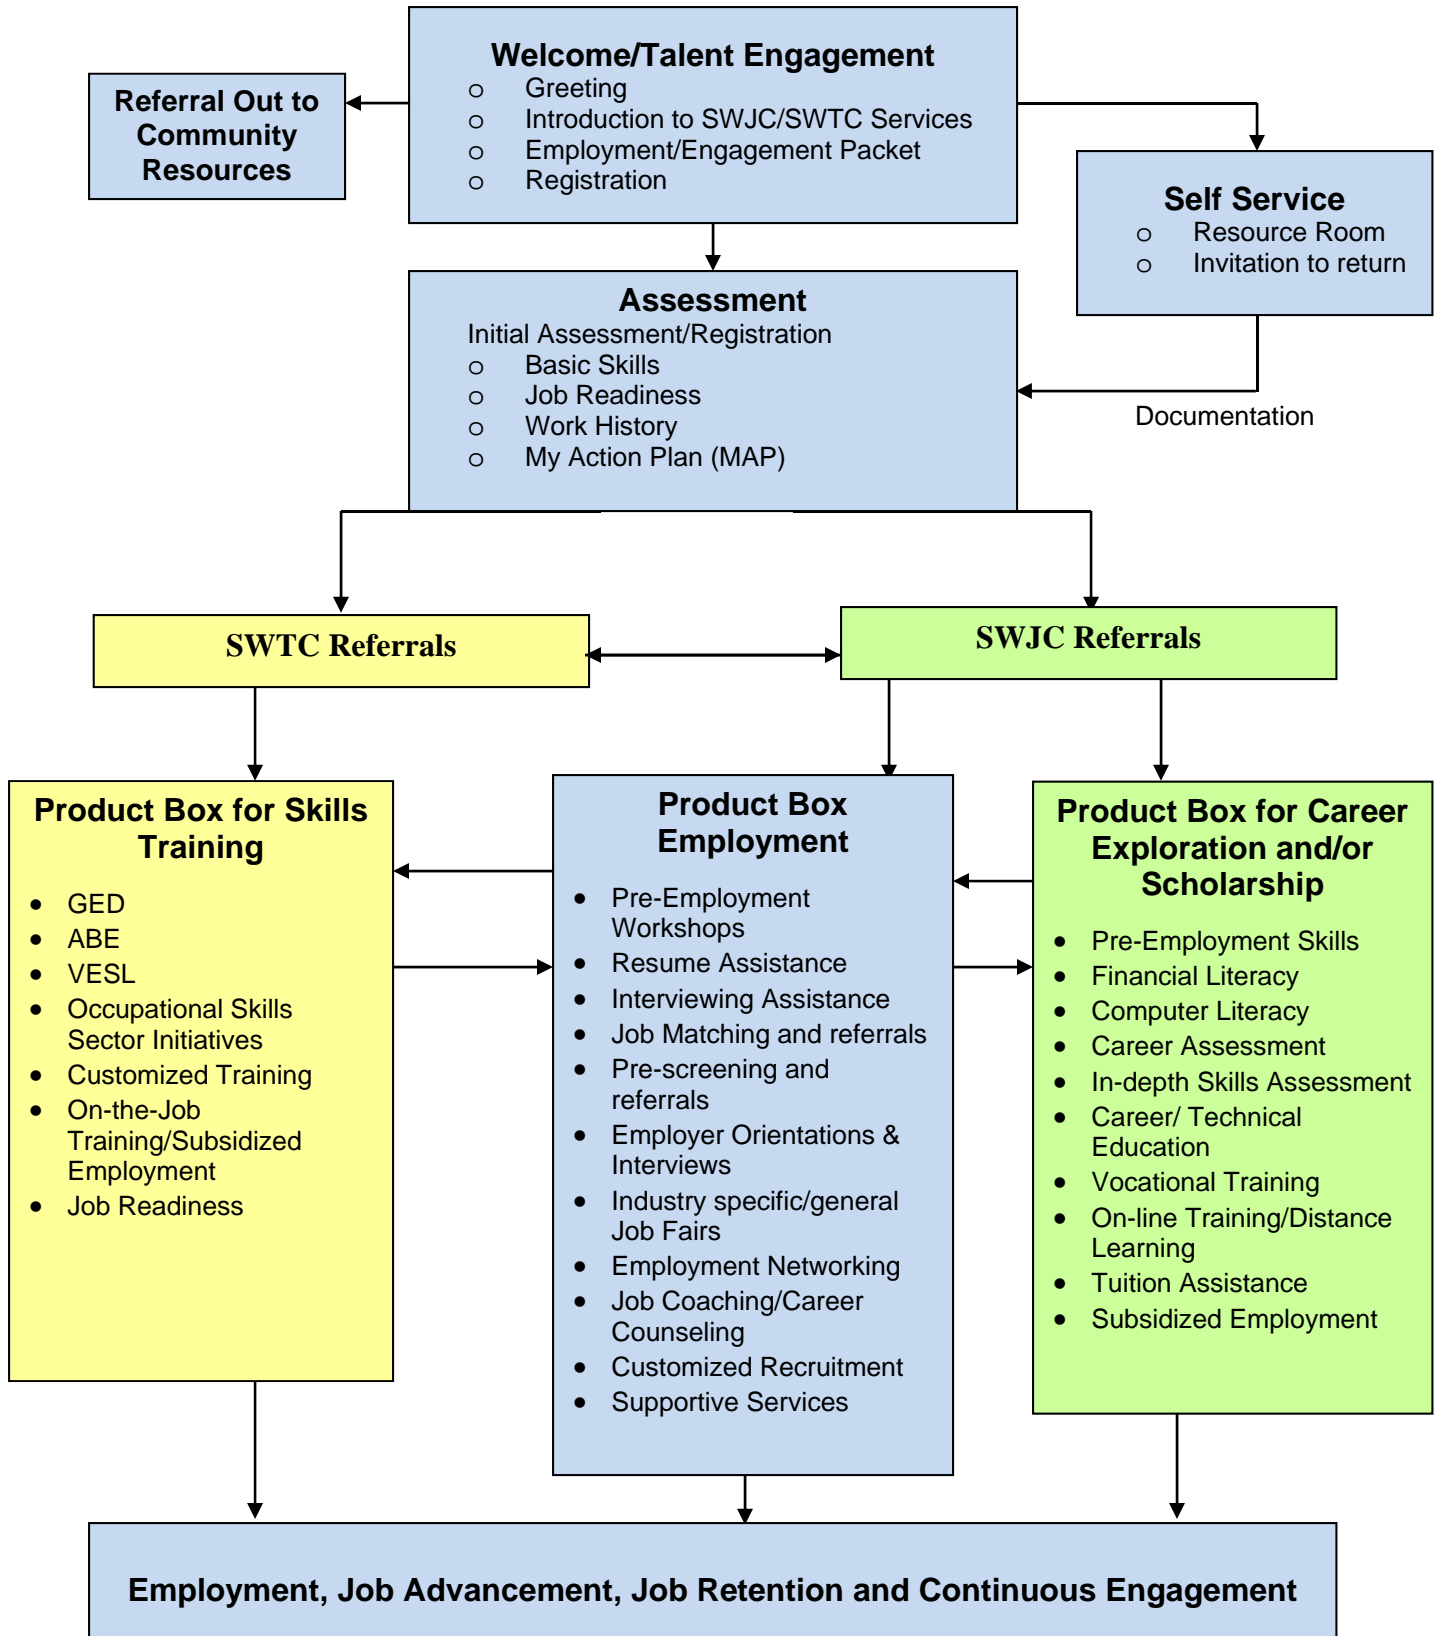 Welcome/Talent Engagement
o Greeting
o Introduction to SWJC/SWTC Services
o Employment/Engagement Packet
o Registration
Referral Out to
Community
Resources
Self Service
o Resource Room
o Invitation to return
Assessment
Initial Assessment/Registration
o Basic Skills
o Job Readiness
o Work History
o My Action Plan (MAP)
Documentation
SWTC Referrals
SWJC Referrals
Product Box for Skills
Training
• GED
• ABE
• VESL
• Occupational Skills
Sector Initiatives
• Customized Training
• On-the-Job
Training/Subsidized
Employment
• Job Readiness
Product Box
Employment
• Pre-Employment
Workshops
• Resume Assistance
• Interviewing Assistance
• Job Matching and referrals
• Pre-screening and
referrals
• Employer Orientations &
Interviews
• Industry specific/general
Job Fairs
• Employment Networking
• Job Coaching/Career
Counseling
• Customized Recruitment
• Supportive Services
Product Box for Career
Exploration and/or
Scholarship
• Pre-Employment Skills
• Financial Literacy
• Computer Literacy
• Career Assessment
• In-depth Skills Assessment
• Career/ Technical
Education
• Vocational Training
• On-line Training/Distance
Learning
• Tuition Assistance
• Subsidized Employment
Employment, Job Advancement, Job Retention and Continuous Engagement